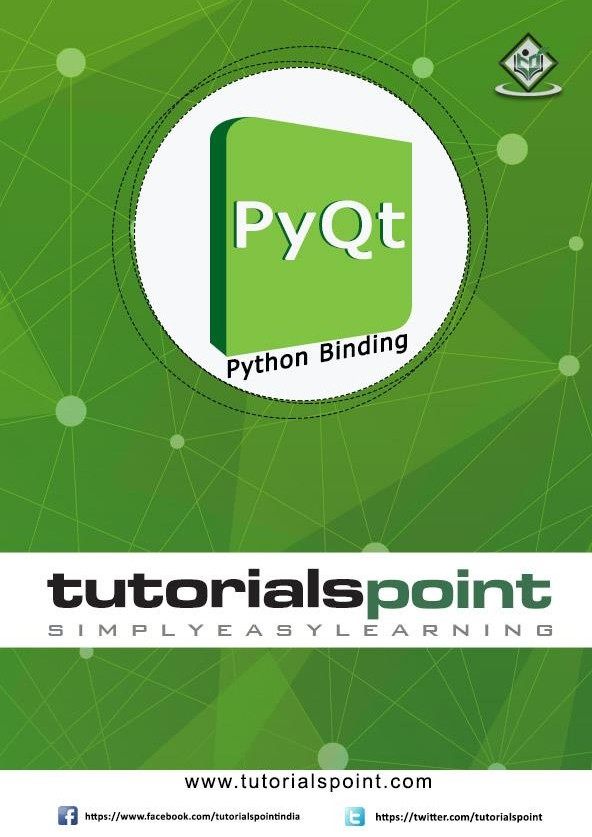 PyQt
Python Binding
tutorialspoint
SIMPLYEASYLEARNING
www.tutorialspoint.com
https://www.facebook.com/tutorialspointindia
https://twitter.com/tutorialspoint